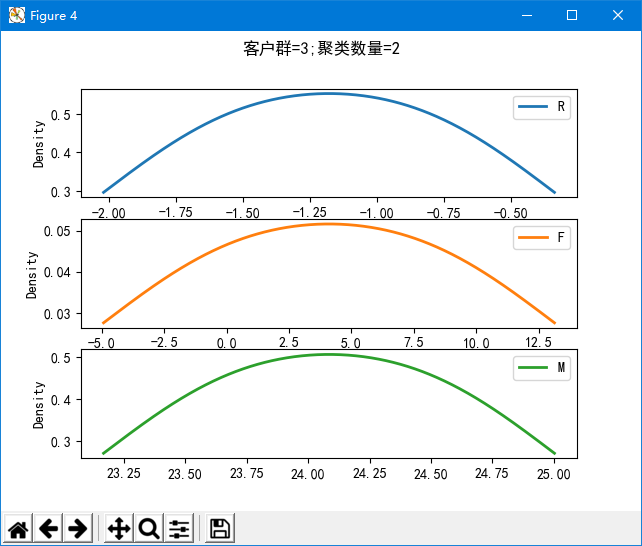 Figure 4
客户群=3;聚类数量=2
Density
0.5
0.4
0.3
R
-2.00 -1.75 -1.50 -1.25 -1.00 -0.75 -0.50
Density
0.05
0.04
0.03
F
-5.0 -2.5 0.0 2.5 5.0 7.5 10.0 12.5
Density
0.5
0.4
0.3
M
23.25 23.50 23.75 24.00 24.25 24.50 24.75 25.00